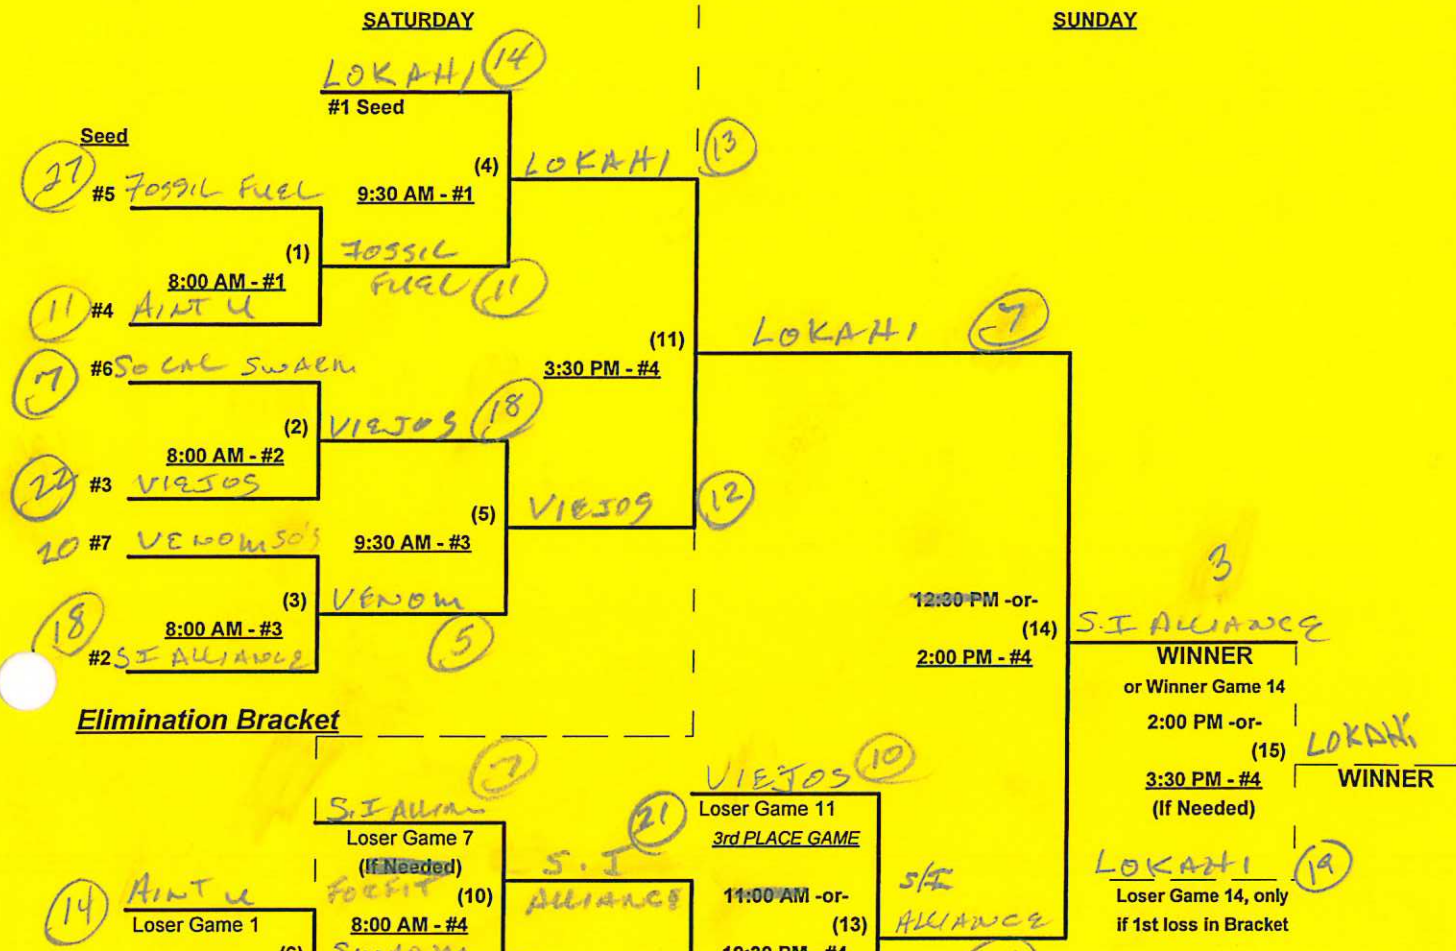 SATURDAY
SUNDAY
LOKAHI 14
#1 Seed
Seed
27 #5 FOSSIL FUEL
(4) LOKAHI 13
9:30 AM - #1
(1) FOSSIL
FUEL 11
8:00 AM - #1
11 #4 AINT U
(11) LOKAHI 7
3:30 PM - #4
7 #6 SO CAL SWARM
(2) VIEJOS 18
8:00 AM - #2
22 #3 VIEJOS
(5) VIEJOS 12
9:30 AM - #3
20 #7 VENOM 50'S
(3) VENOM
5
8:00 AM - #3
18 #2 S I ALLIANCE
3
12:30 PM -or-
(14) S.I ALLIANCE
2:00 PM - #4
WINNER
or Winner Game 14
2:00 PM -or-
(15) LOKAHI
3:30 PM - #4
WINNER
(If Needed)
Elimination Bracket
7
VIEJOS 10
S.I
Loser Game 7
(If Needed)
FORFIT (10)
8:00 AM - #4
21
S.I
ALLIANCE
Loser Game 11
3rd PLACE GAME
11:00 AM -or-
(13)
S/I
ALLIANCE
LOKAHI 19
Loser Game 14, only
if 1st loss in Bracket
14 AINT U
Loser Game 1